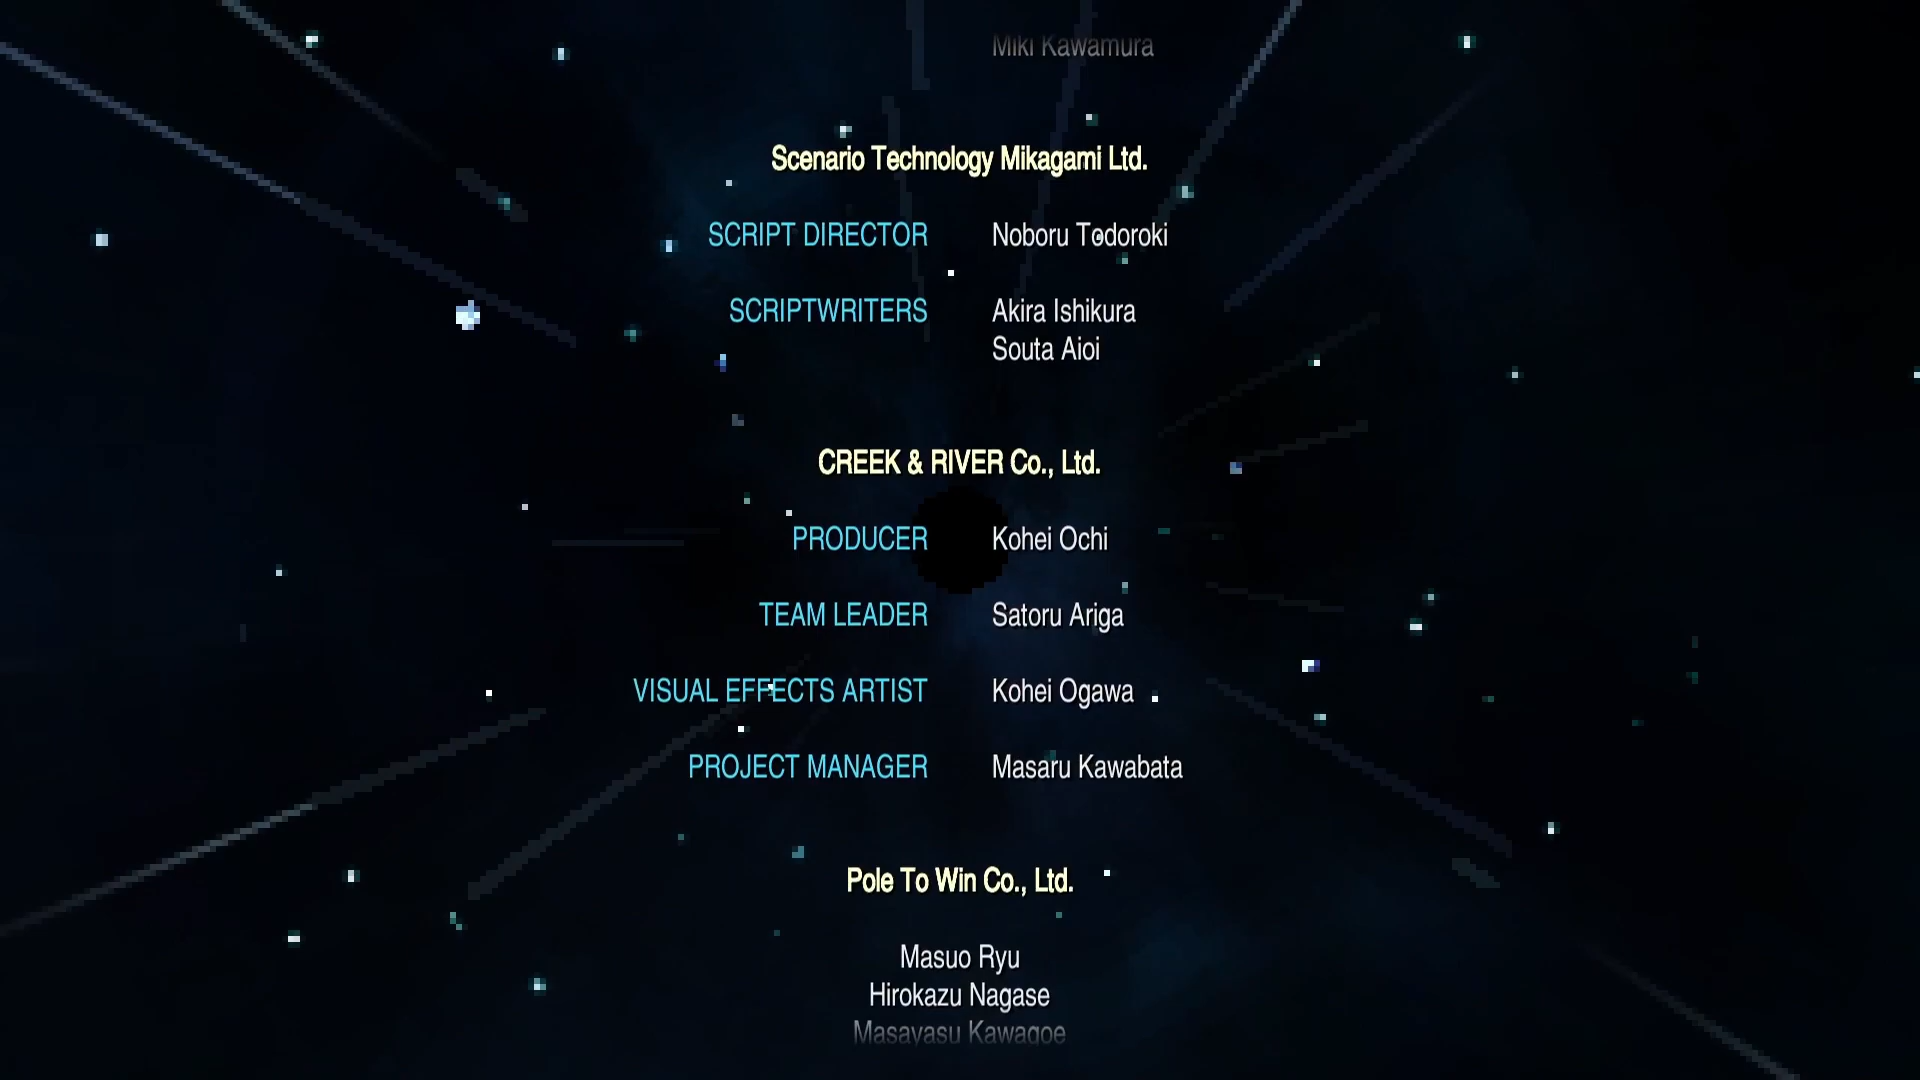 Miki Kawamura
Scenario Technology Mikagami Ltd.
SCRIPT DIRECTOR Noboru Todoroki
SCRIPTWRITERS Akira Ishikura
Souta Aioi
CREEK & RIVER Co., Ltd.
PRODUCER Kohei Ochi
TEAM LEADER Satoru Ariga
VISUAL EFFECTS ARTIST Kohei Ogawa
PROJECT MANAGER Masaru Kawabata
Pole To Win Co., Ltd.
Masuo Ryu
Hirokazu Nagase
Masayasu Kawagoe